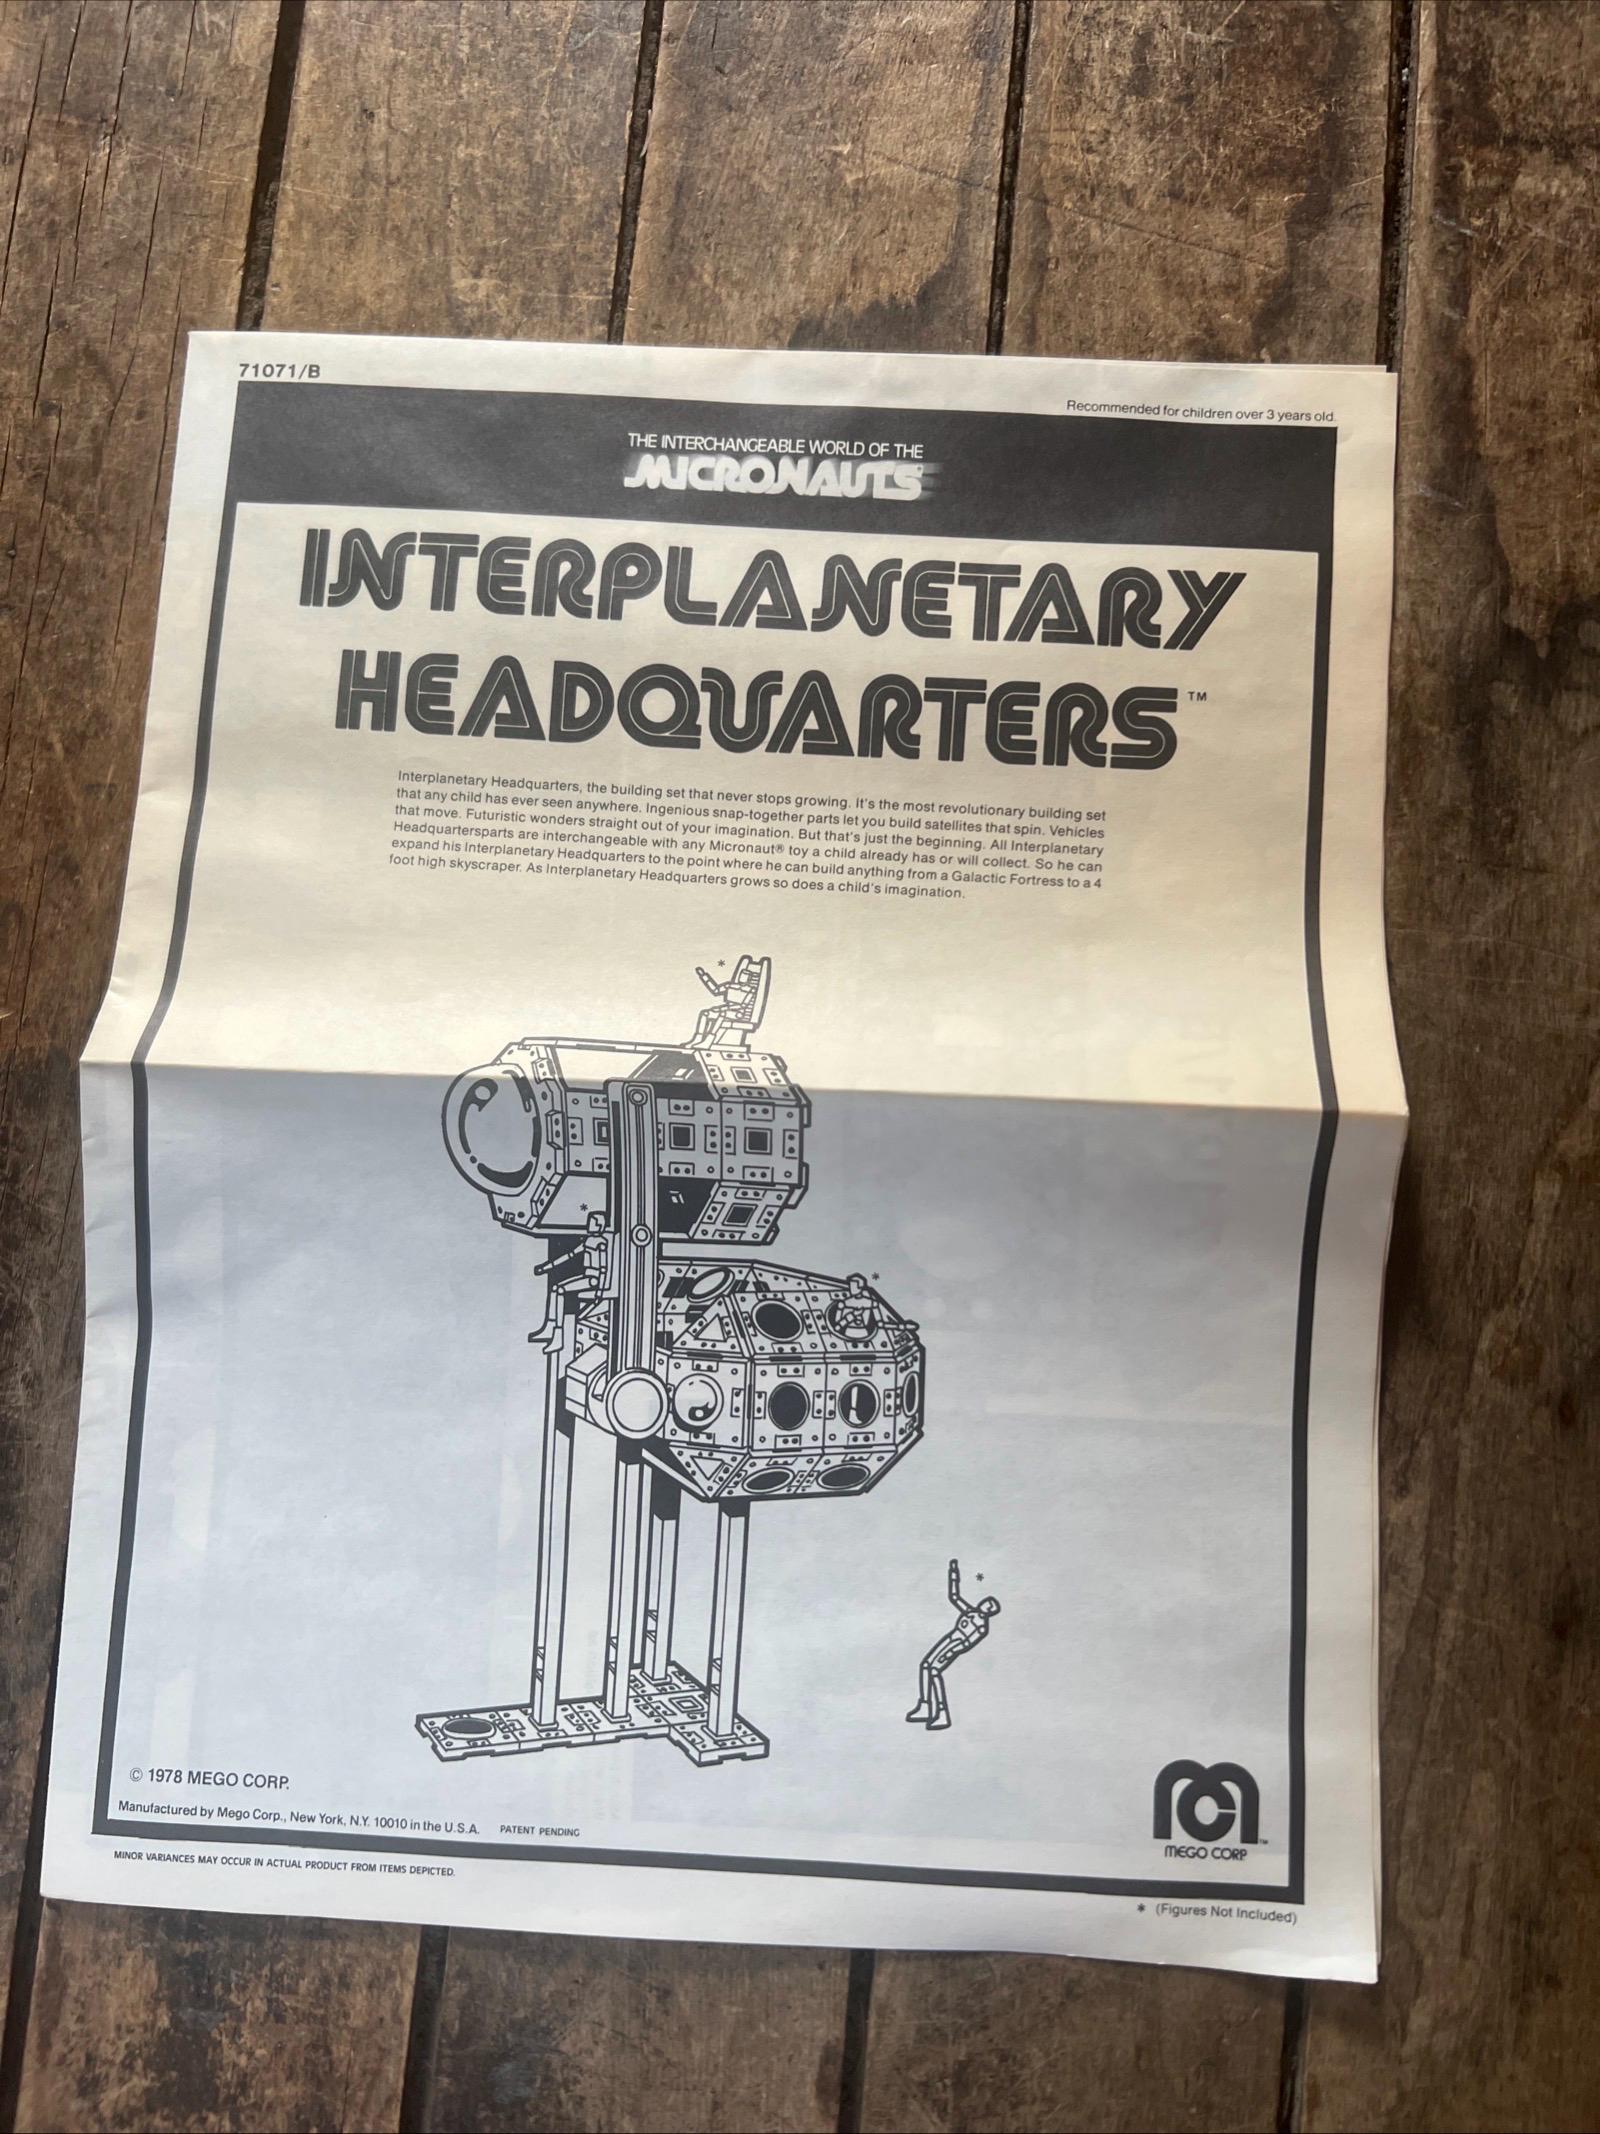 71071/B
Recommended for children over 3 years old.
THE INTERCHANGEABLE WORLD OF THE
MICRONAUTS
INTERPLANETARY
HEADQUARTERS™
Interplanetary Headquarters, the building set that never stops growing. It's the most revolutionary building set
that any child has ever seen anywhere. Ingenious snap-together parts let you build satellites that spin. Vehicles
that move. Futuristic wonders straight out of your imagination. But that's just the beginning. All Interplanetary
Headquartersparts are interchangeable with any Micronaut® toy a child already has or will collect. So he can
expand his Interplanetary Headquarters to the point where he can build anything from a Galactic Fortress to a 4
foot high skyscraper. As Interplanetary Headquarters grows so does a child's imagination.
*
*
*
*
© 1978 MEGO CORP.
Manufactured by Mego Corp., New York, N.Y. 10010 in the U.S.A. PATENT PENDING
MEGO CORP™
MINOR VARIANCES MAY OCCUR IN ACTUAL PRODUCT FROM ITEMS DEPICTED.
* (Figures Not Included)